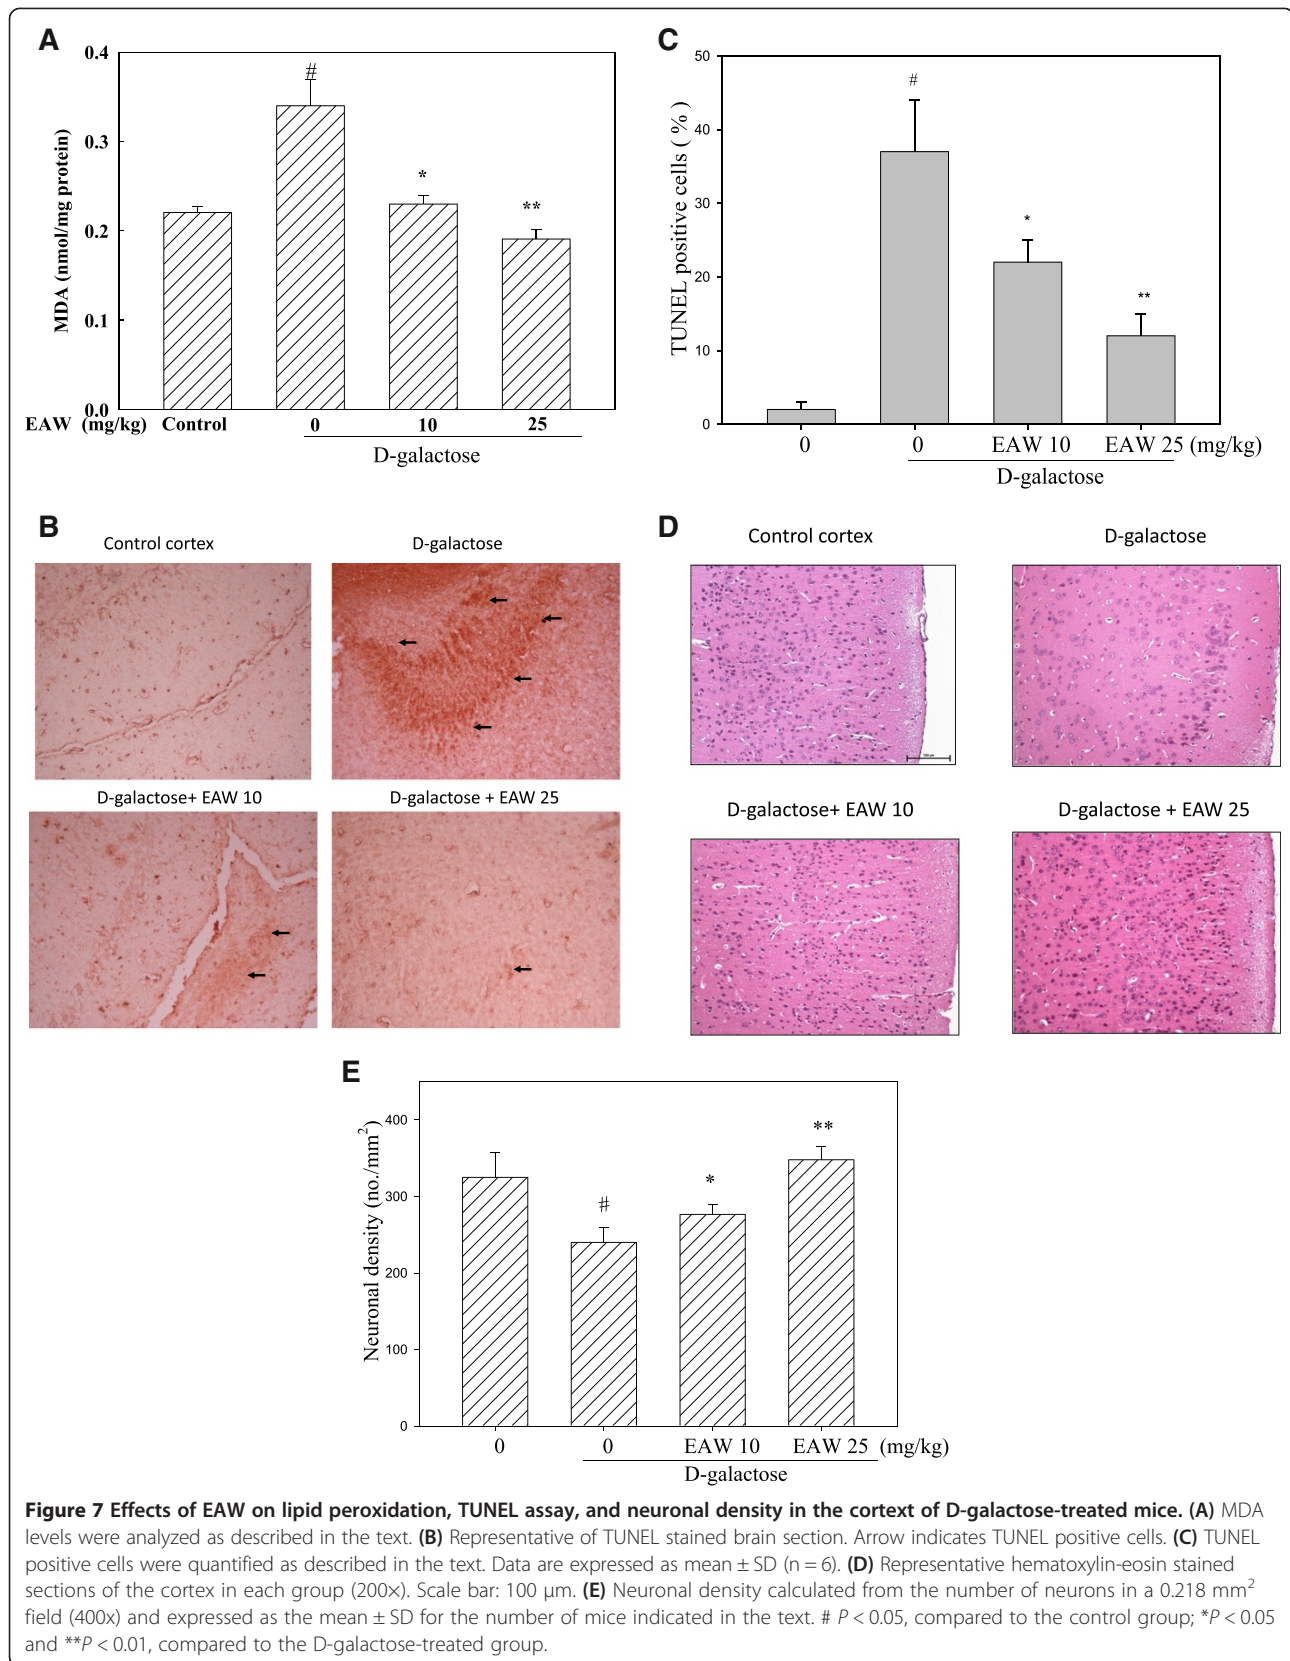 A
0.4
0.3
0.2
0.1
0.0
MDA (nmol/mg protein)
#
*
**
EAW (mg/kg) Control 0 10 25
D-galactose
C
50
40
30
20
10
0
TUNEL positive cells ( % )
#
*
**
0 0 EAW 10 EAW 25 (mg/kg)
D-galactose
B
Control cortex D-galactose
D-galactose+ EAW 10 D-galactose + EAW 25
D
Control cortex D-galactose
D-galactose+ EAW 10 D-galactose + EAW 25
E
400
300
200
100
0
Neuronal density (no./mm²)
#
*
**
0 0 EAW 10 EAW 25 (mg/kg)
D-galactose
Figure 7 Effects of EAW on lipid peroxidation, TUNEL assay, and neuronal density in the cortext of D-galactose-treated mice. (A) MDA
levels were analyzed as described in the text. (B) Representative of TUNEL stained brain section. Arrow indicates TUNEL positive cells. (C) TUNEL
positive cells were quantified as described in the text. Data are expressed as mean ± SD (n = 6). (D) Representative hematoxylin-eosin stained
sections of the cortex in each group (200×). Scale bar: 100 μm. (E) Neuronal density calculated from the number of neurons in a 0.218 mm²
field (400x) and expressed as the mean ± SD for the number of mice indicated in the text. # P < 0.05, compared to the control group; *P < 0.05
and **P < 0.01, compared to the D-galactose-treated group.